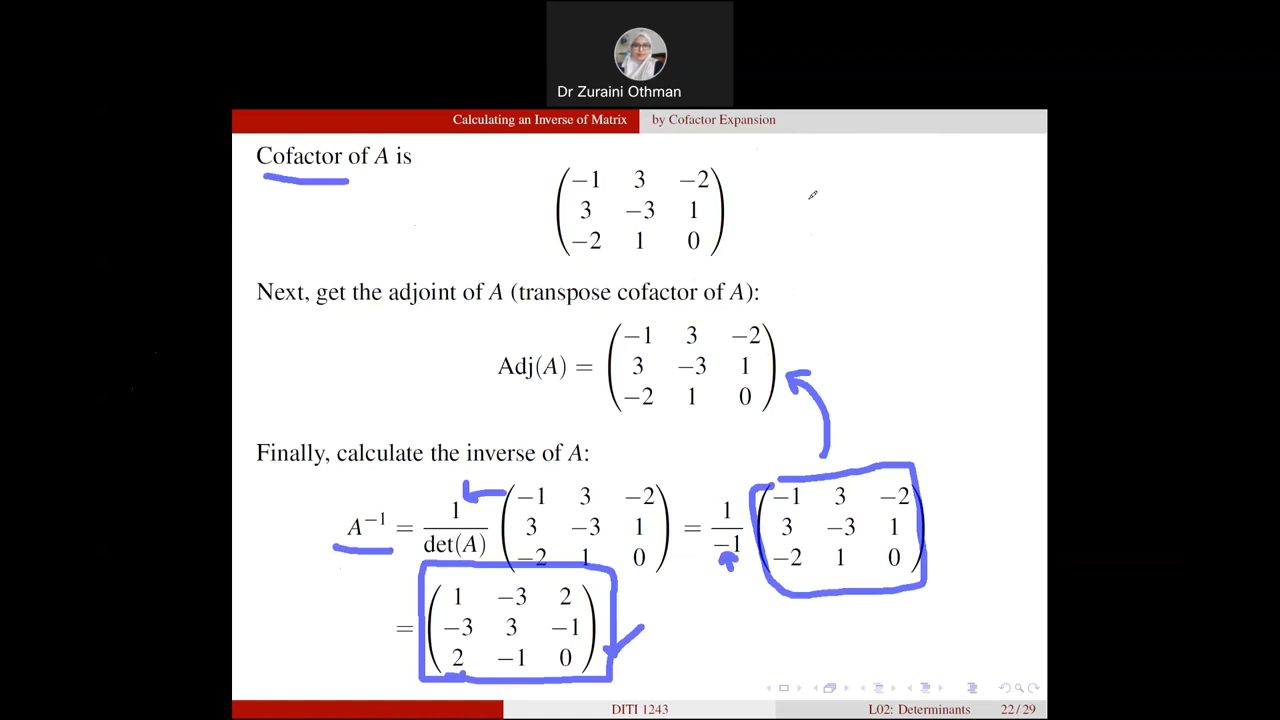 Dr Zuraini Othman
Calculating an Inverse of Matrix by Cofactor Expansion
Cofactor of A is
−1 3 −2
3 −3 1
−2 1 0
Next, get the adjoint of A (transpose cofactor of A):
Adj(A) = 
−1 3 −2
3 −3 1
−2 1 0
Finally, calculate the inverse of A:
A⁻¹ = 1/det(A) (−1 3 −2; 3 −3 1; −2 1 0) = 1/−1 (−1 3 −2; 3 −3 1; −2 1 0)
= (1 −3 2; −3 3 −1; 2 −1 0)
DITI 1243 L02: Determinants 22/29